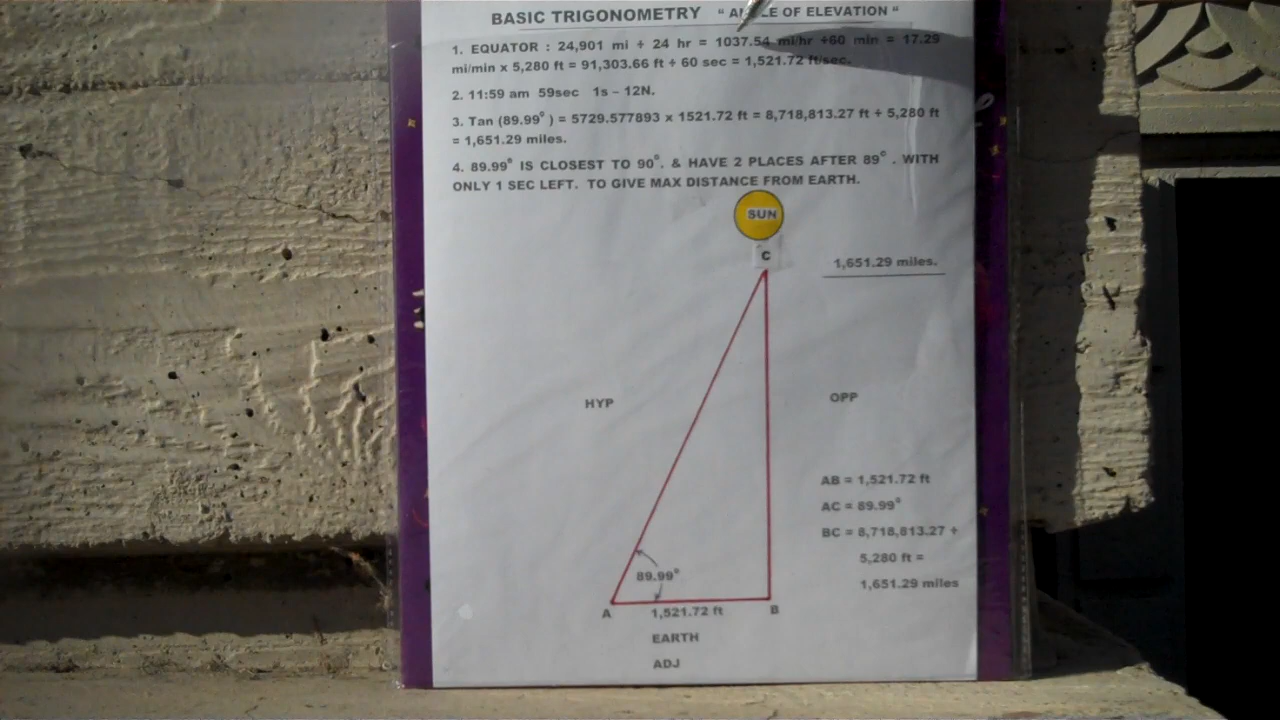 BASIC TRIGONOMETRY " OF ELEVATION "
1. EQUATOR : 24,901 mi ÷ 24 hr = 1037.54 mi/hr ÷60 min = 17.29
mi/min x 5,280 ft = 91,303.66 ft ÷ 60 sec = 1,521.72 ft/sec.
2. 11:59 am 59sec 1s – 12N.
3. Tan (89.99° ) = 5729.577893 x 1521.72 ft = 8,718,813.27 ft ÷ 5,280 ft
= 1,651.29 miles.
4. 89.99° IS CLOSEST TO 90°. & HAVE 2 PLACES AFTER 89° . WITH
ONLY 1 SEC LEFT. TO GIVE MAX DISTANCE FROM EARTH.
SUN
C
1,651.29 miles.
HYP
OPP
AB = 1,521.72 ft
AC = 89.99°
BC = 8,718,813.27 ÷
5,280 ft =
1,651.29 miles
89.99°
A
1,521.72 ft
B
EARTH
ADJ